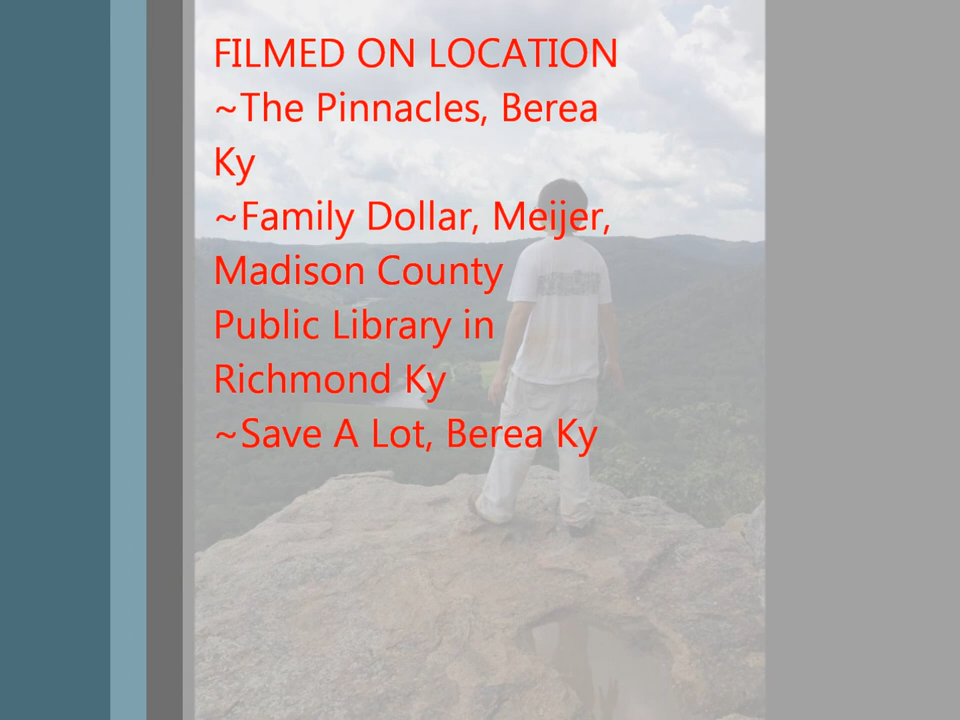 FILMED ON LOCATION
~The Pinnacles, Berea
Ky
~Family Dollar, Meijer,
Madison County
Public Library in
Richmond Ky
~Save A Lot, Berea Ky